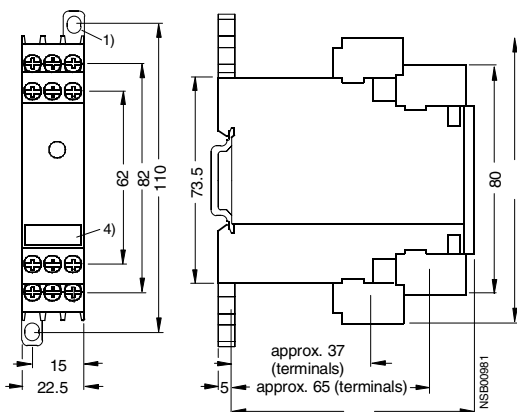 1)
62
82
110
4)
15
22.5
73.5
80
approx. 37
(terminals)
5
approx. 65 (terminals)
NSB00981